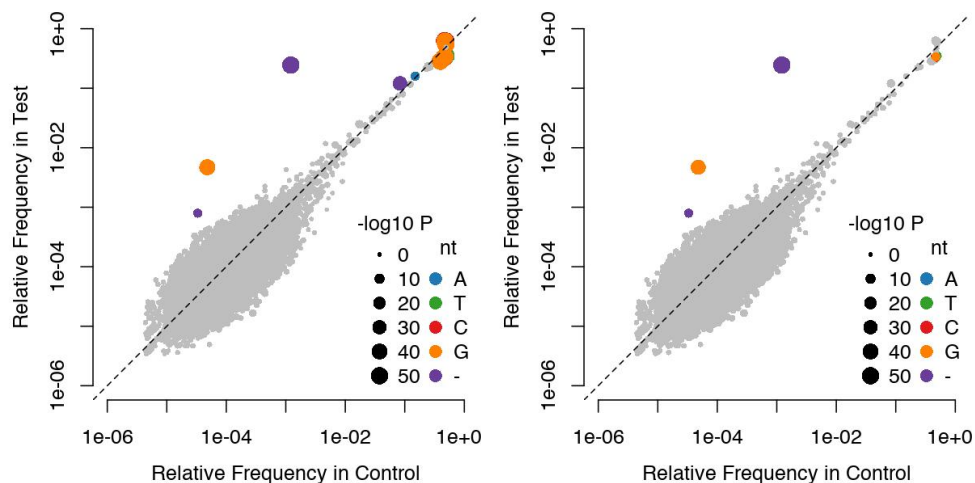 1e+0
1e-02
1e-04
1e-06
Relative Frequency in Test
-log10 P
nt
0
10 A
20 T
30 C
40 G
50 -
1e-06 1e-04 1e-02 1e+0
Relative Frequency in Control
1e+0
1e-02
1e-04
1e-06
Relative Frequency in Test
-log10 P
nt
0
10 A
20 T
30 C
40 G
50 -
1e-06 1e-04 1e-02 1e+0
Relative Frequency in Control